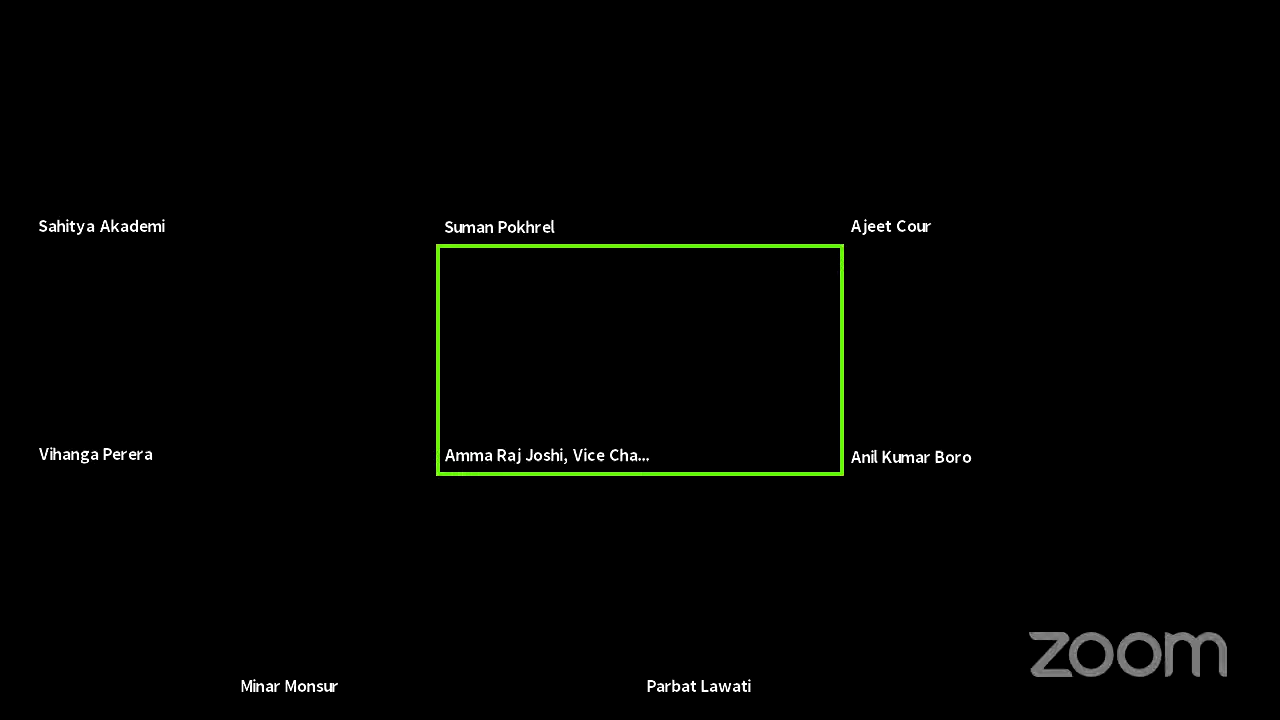 Sahitya Akademi
Suman Pokhrel
Ajeet Cour
Vihanga Perera
Amma Raj Joshi, Vice Cha...
Anil Kumar Boro
zoom
Minar Monsur
Parbat Lawati